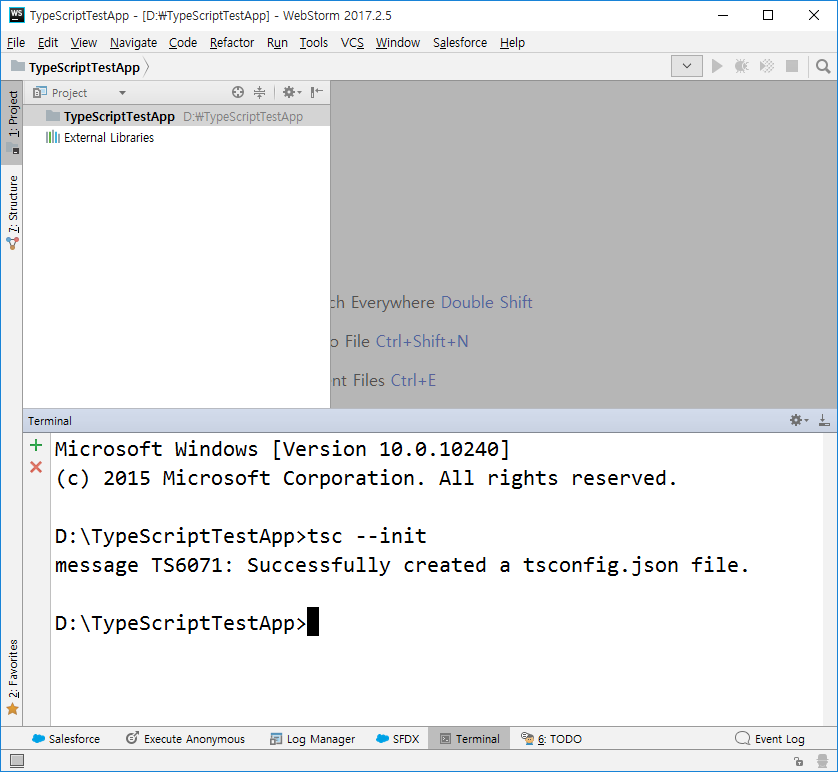 WS TypeScriptTestApp - [D:₩TypeScriptTestApp] - WebStorm 2017.2.5
File Edit View Navigate Code Refactor Run Tools VCS Window Salesforce Help
TypeScriptTestApp
1: Project
Project
TypeScriptTestApp D:₩TypeScriptTestApp
External Libraries
7: Structure
ch Everywhere Double Shift
o File Ctrl+Shift+N
nt Files Ctrl+E
Terminal
Microsoft Windows [Version 10.0.10240]
(c) 2015 Microsoft Corporation. All rights reserved.
D:\TypeScriptTestApp>tsc --init
message TS6071: Successfully created a tsconfig.json file.
D:\TypeScriptTestApp>
2: Favorites
Salesforce Execute Anonymous Log Manager SFDX Terminal 6: TODO Event Log